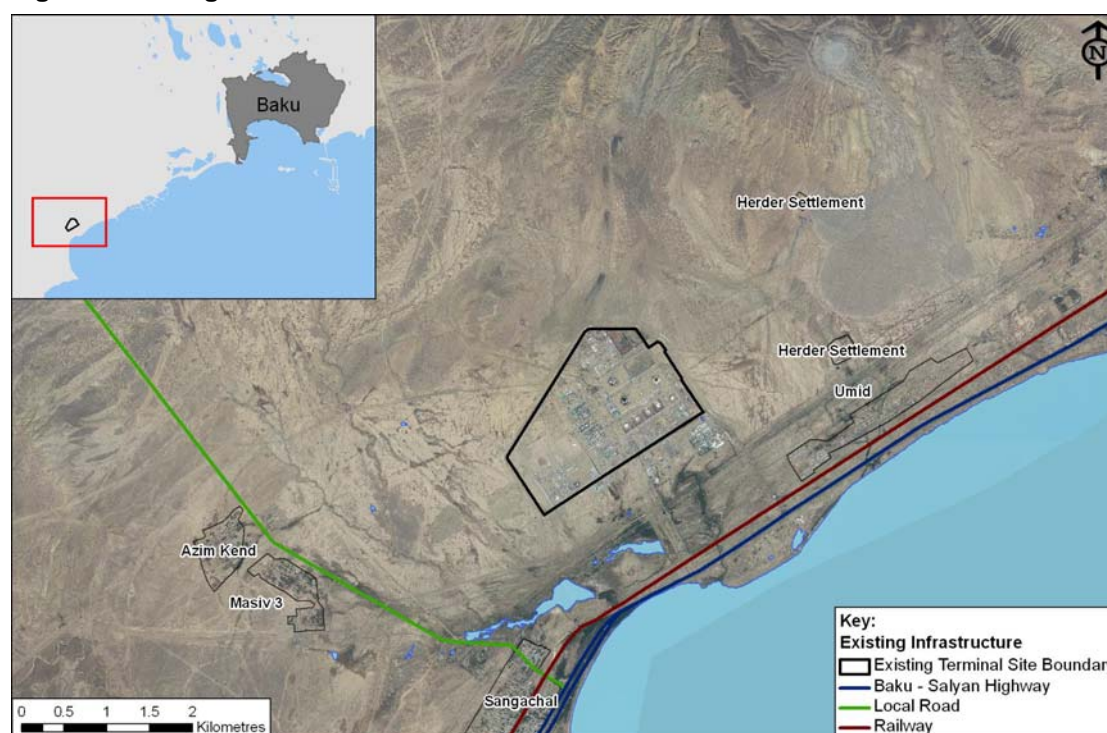 Baku
N
Herder Settlement
Herder Settlement
Umid
Azim Kend
Masiv 3
Sangachal
0 0.5 1 1.5 2
Kilometres
Key:
Existing Infrastructure
Existing Terminal Site Boundar
Baku - Salyan Highway
Local Road
Railway